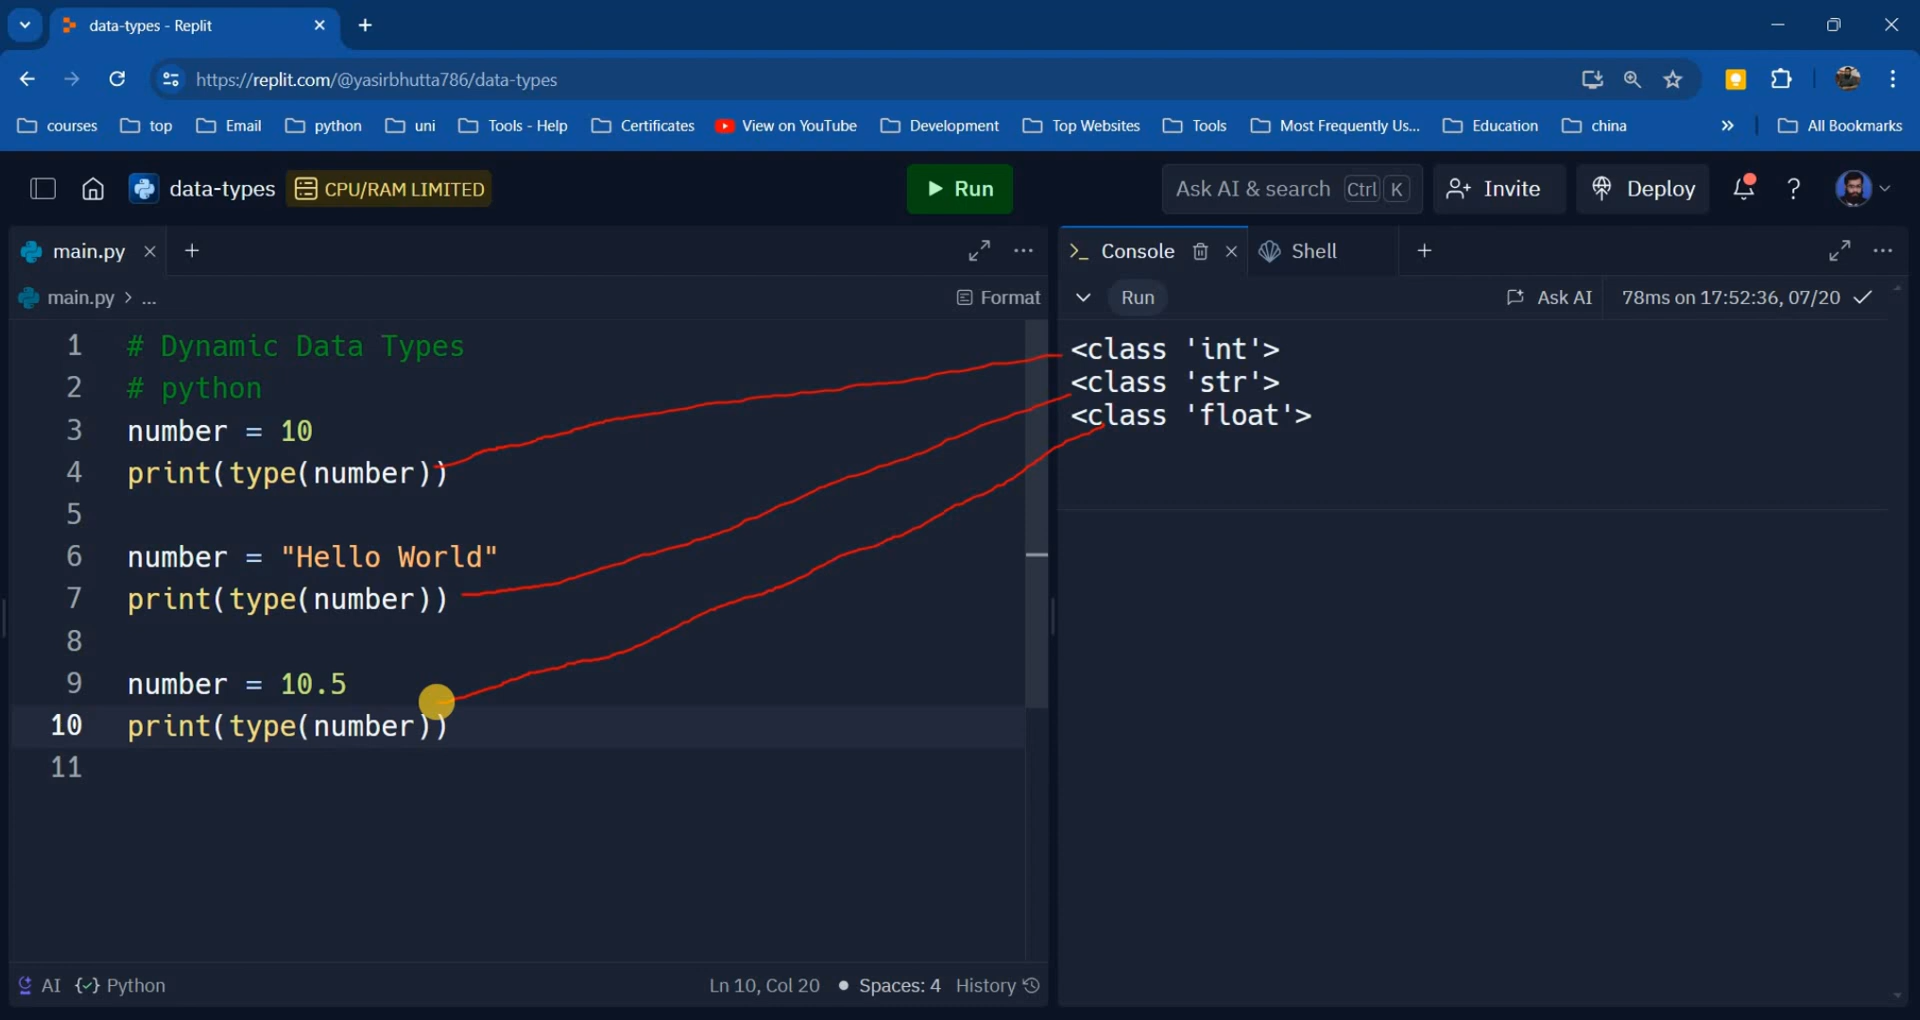 data-types - Replit
https://replit.com/@yasirbhutta786/data-types
courses top Email python uni Tools - Help Certificates View on YouTube Development Top Websites Tools Most Frequently Us... Education china » All Bookmarks
data-types CPU/RAM LIMITED Run Ask AI & search Ctrl K Invite Deploy ?
main.py
main.py > ... Format
1 # Dynamic Data Types
2 # python
3 number = 10
4 print(type(number))
5
6 number = "Hello World"
7 print(type(number))
8
9 number = 10.5
10 print(type(number))
11
AI Python Ln 10, Col 20 Spaces: 4 History
Console Shell
Run Ask AI 78ms on 17:52:36, 07/20
<class 'int'>
<class 'str'>
<class 'float'>